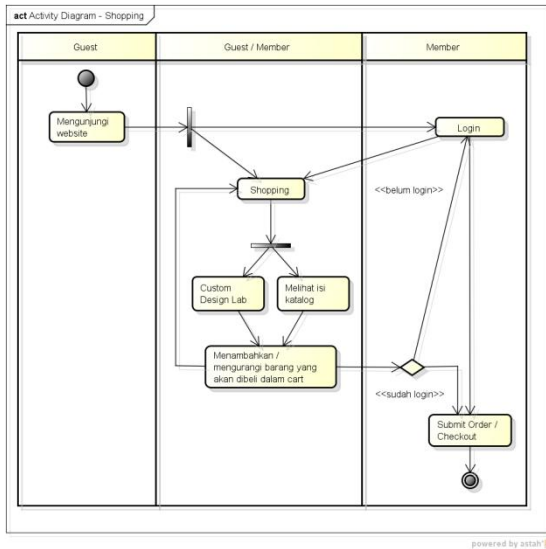 act Activity Diagram - Shopping
Guest
Guest / Member
Member
Mengunjungi
website
Login
Shopping
<<belum login>>
Custom
Design Lab
Melihat isi
katalog
Menambahkan /
mengurangi barang yang
akan dibeli dalam cart
<<sudah login>>
Submit Order /
Checkout
powered by astah*